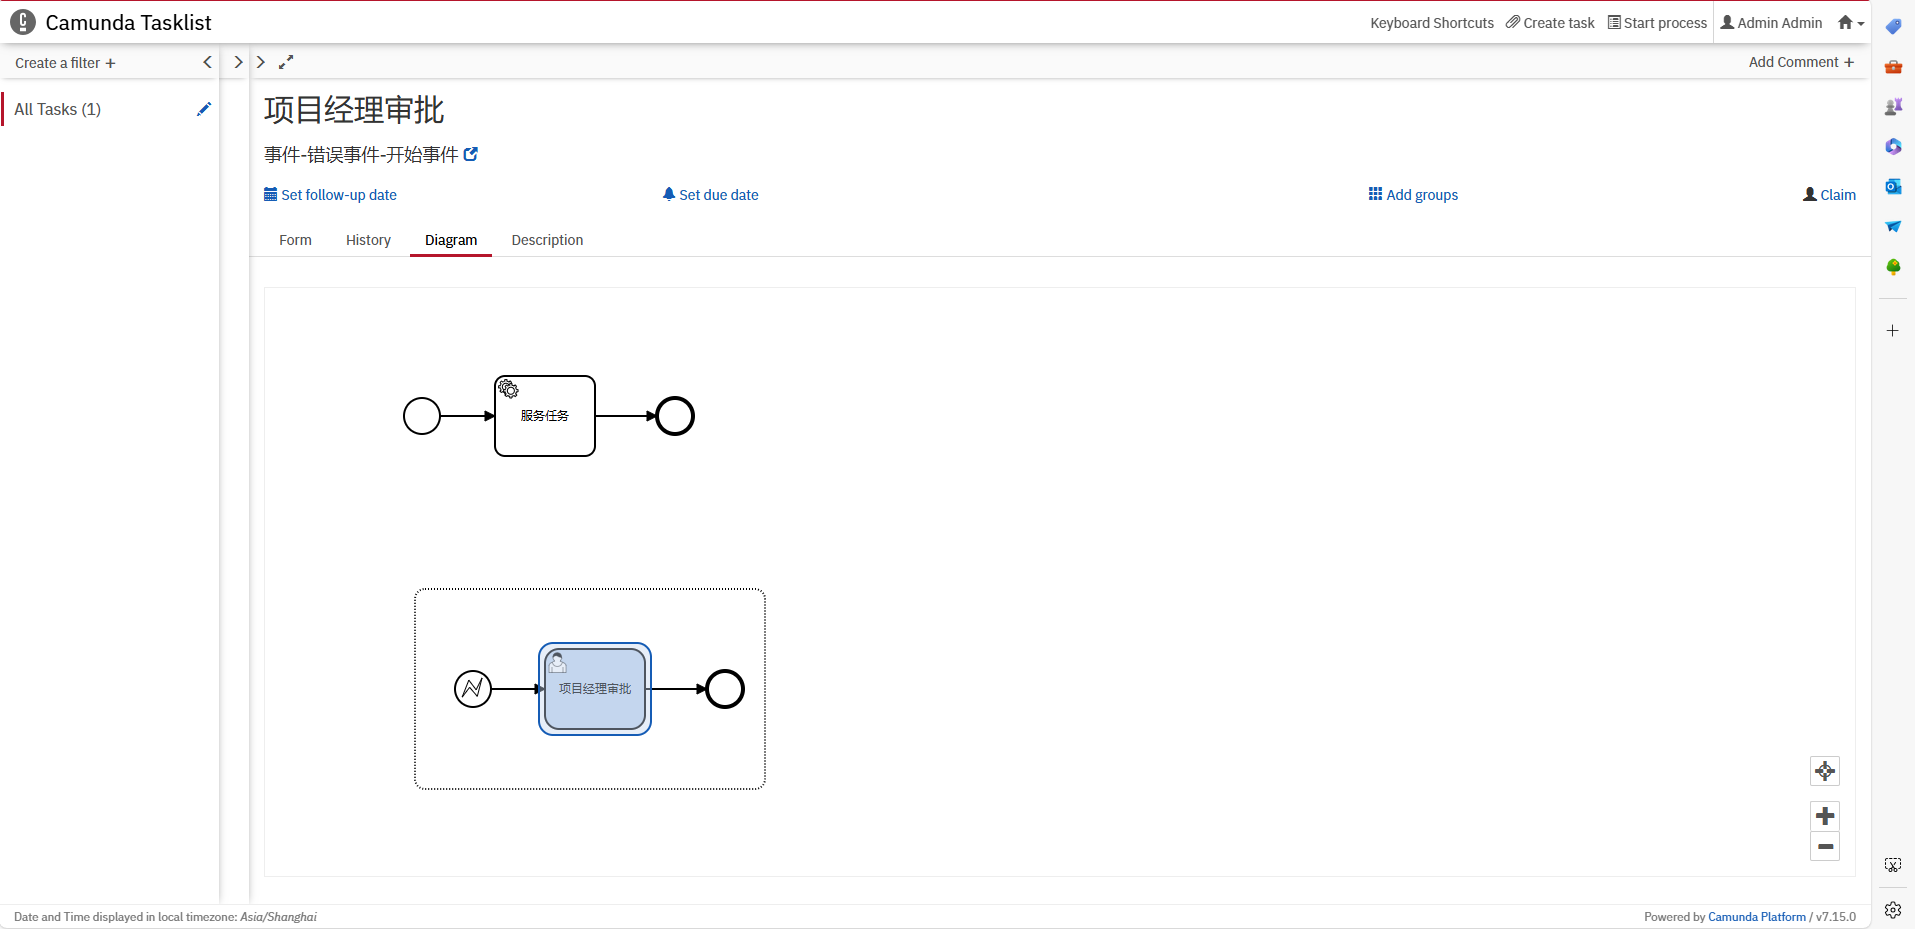 Camunda Tasklist
Keyboard Shortcuts Create task Start process Admin Admin
Create a filter +
Add Comment +
All Tasks (1)
项目经理审批
事件-错误事件-开始事件
Set follow-up date
Set due date
Add groups
Claim
Form History Diagram Description
服务任务
项目经理审批
Date and Time displayed in local timezone: Asia/Shanghai
Powered by Camunda Platform / v7.15.0